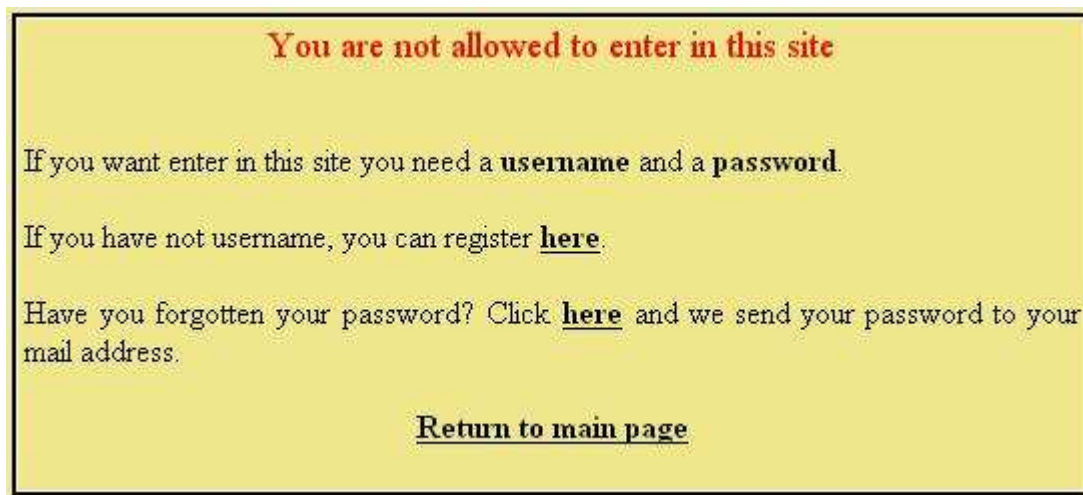 You are not allowed to enter in this site
If you want enter in this site you need a username and a password.
If you have not username, you can register here.
Have you forgotten your password? Click here and we send your password to your
mail address.
Return to main page